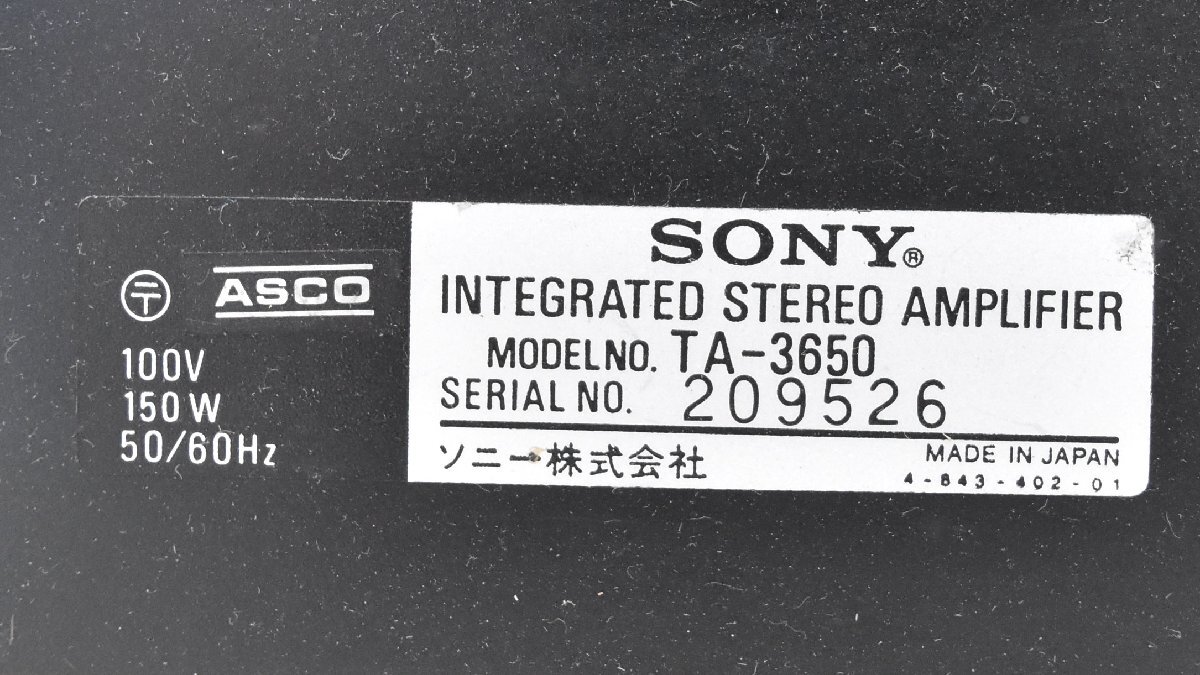 SONY®
INTEGRATED STEREO AMPLIFIER
MODEL NO. TA-3650
SERIAL NO. 209526
ソニー株式会社
MADE IN JAPAN
4-843-402-01
〶 ASCO
100V
150W
50/60Hz